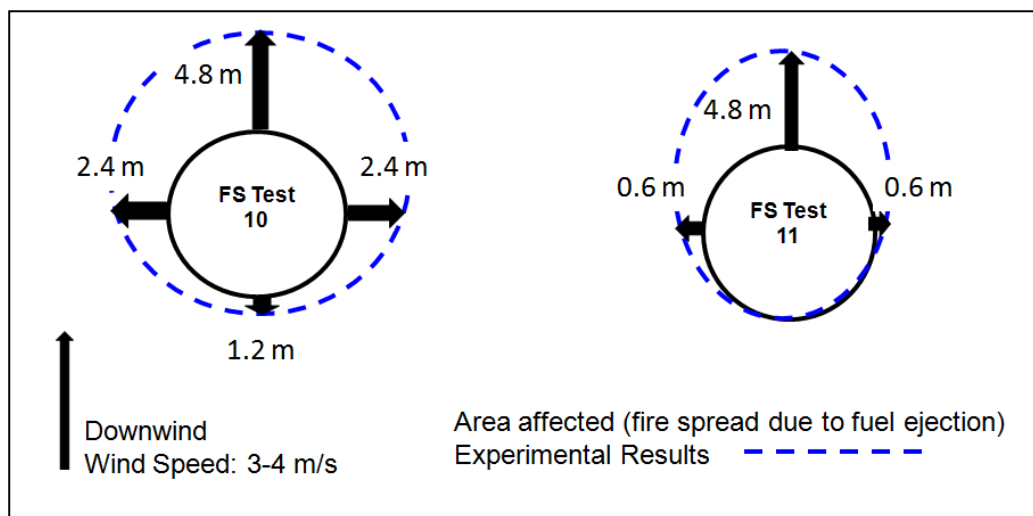 4.8 m
2.4 m
2.4 m
FS Test
10
1.2 m
4.8 m
0.6 m
0.6 m
FS Test
11
Downwind
Wind Speed: 3-4 m/s
Area affected (fire spread due to fuel ejection)
Experimental Results